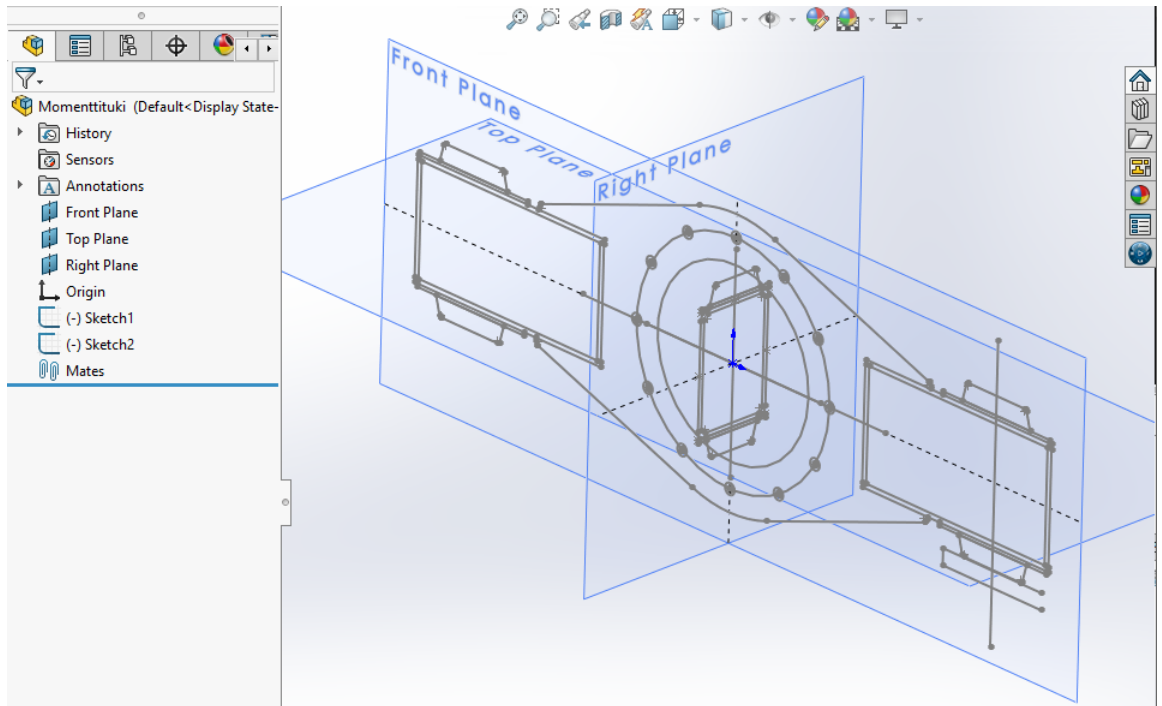 Momenttituki (Default<Display State-
History
Sensors
A Annotations
Front Plane
Top Plane
Right Plane
Origin
(-) Sketch1
(-) Sketch2
Mates
Front Plane
Top Plane
Right Plane